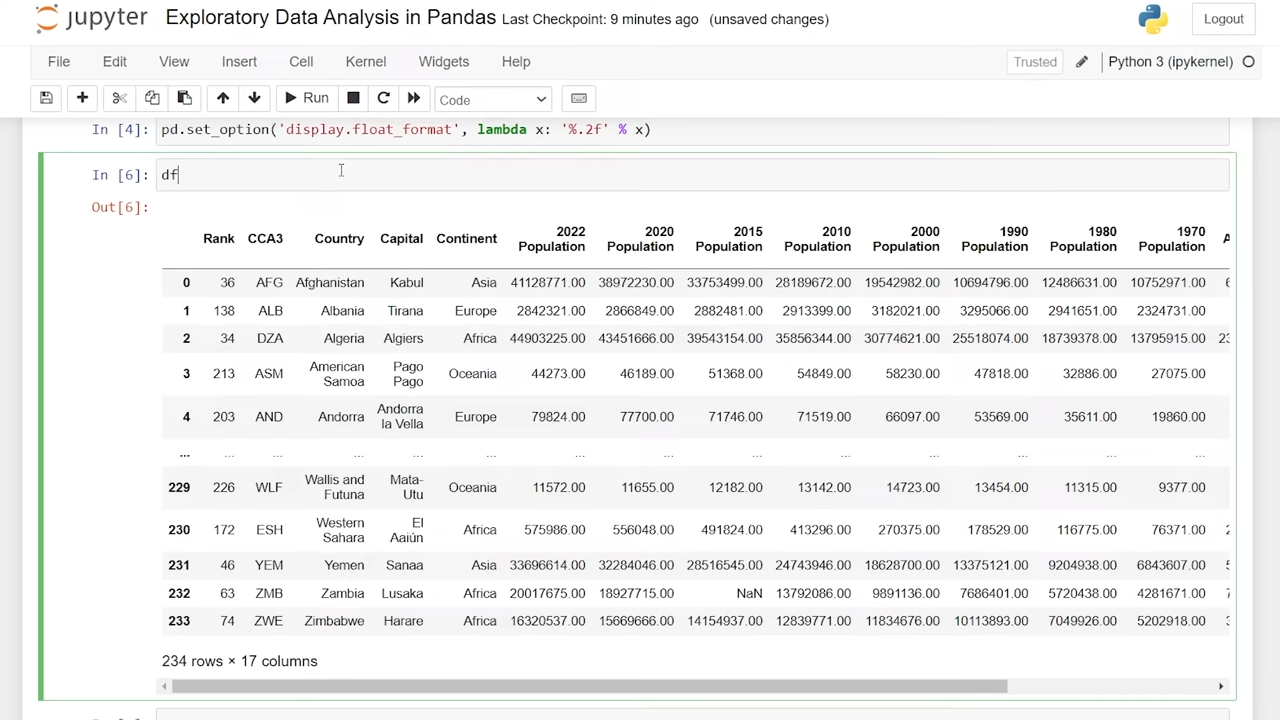 jupyter Exploratory Data Analysis in Pandas Last Checkpoint: 9 minutes ago (unsaved changes) Logout
File Edit View Insert Cell Kernel Widgets Help Trusted Python 3 (ipykernel)
Run Code
In [4]: pd.set_option('display.float_format', lambda x: '%.2f' % x)
In [6]: df
Out[6]:
Rank CCA3 Country Capital Continent 2022 Population 2020 Population 2015 Population 2010 Population 2000 Population 1990 Population 1980 Population 1970 Population A
0 36 AFG Afghanistan Kabul Asia 41128771.00 38972230.00 33753499.00 28189672.00 19542982.00 10694796.00 12486631.00 10752971.00 6
1 138 ALB Albania Tirana Europe 2842321.00 2866849.00 2882481.00 2913399.00 3182021.00 3295066.00 2941651.00 2324731.00
2 34 DZA Algeria Algiers Africa 44903225.00 43451666.00 39543154.00 35856344.00 30774621.00 25518074.00 18739378.00 13795915.00 23
3 213 ASM American Samoa Pago Pago Oceania 44273.00 46189.00 51368.00 54849.00 58230.00 47818.00 32886.00 27075.00
4 203 AND Andorra Andorra la Vella Europe 79824.00 77700.00 71746.00 71519.00 66097.00 53569.00 35611.00 19860.00
... ... ... ... ... ... ... ... ... ... ... ... ... ...
229 226 WLF Wallis and Futuna Mata-Utu Oceania 11572.00 11655.00 12182.00 13142.00 14723.00 13454.00 11315.00 9377.00
230 172 ESH Western Sahara El Aaiún Africa 575986.00 556048.00 491824.00 413296.00 270375.00 178529.00 116775.00 76371.00 2
231 46 YEM Yemen Sanaa Asia 33696614.00 32284046.00 28516545.00 24743946.00 18628700.00 13375121.00 9204938.00 6843607.00 5
232 63 ZMB Zambia Lusaka Africa 20017675.00 18927715.00 NaN 13792086.00 9891136.00 7686401.00 5720438.00 4281671.00 7
233 74 ZWE Zimbabwe Harare Africa 16320537.00 15669666.00 14154937.00 12839771.00 11834676.00 10113893.00 7049926.00 5202918.00 3
234 rows × 17 columns